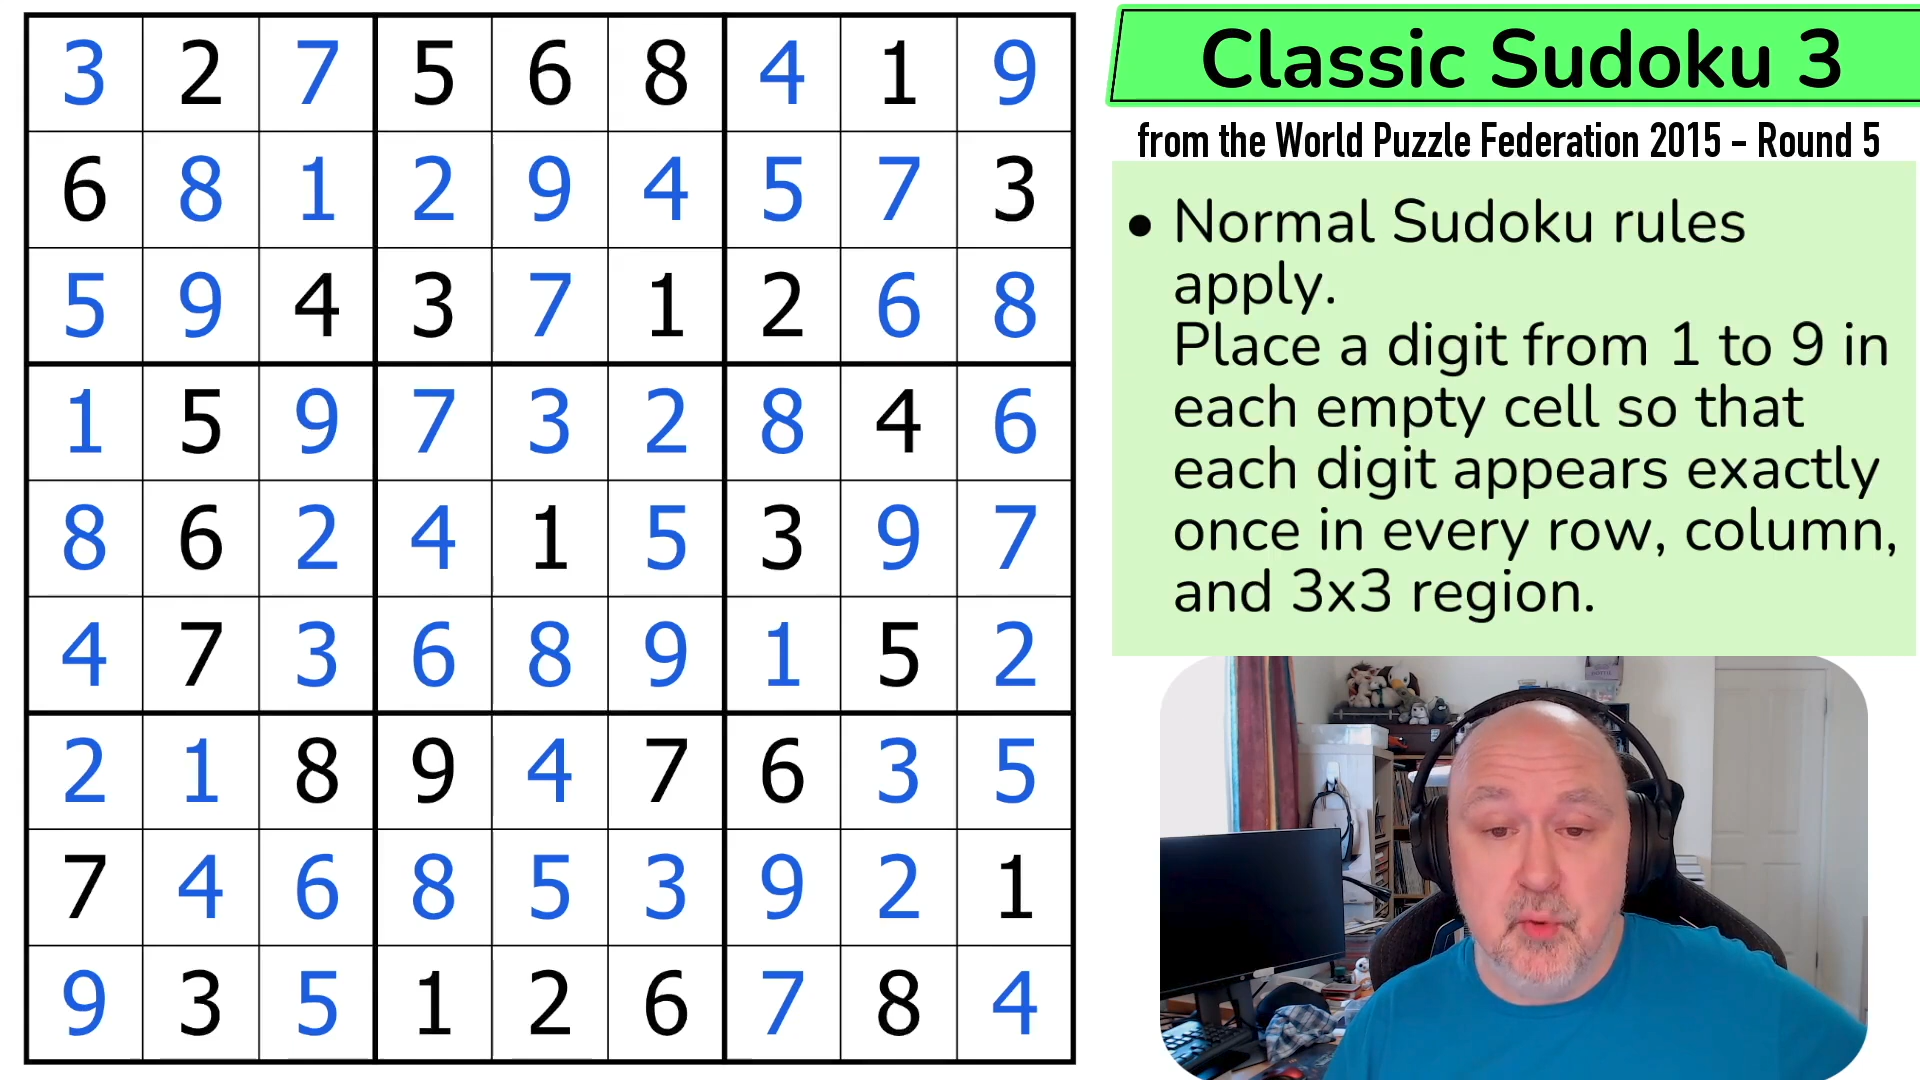 3 2 7 5 6 8 4 1 9
6 8 1 2 9 4 5 7 3
5 9 4 3 7 1 2 6 8
1 5 9 7 3 2 8 4 6
8 6 2 4 1 5 3 9 7
4 7 3 6 8 9 1 5 2
2 1 8 9 4 7 6 3 5
7 4 6 8 5 3 9 2 1
9 3 5 1 2 6 7 8 4
Classic Sudoku 3
from the World Puzzle Federation 2015 - Round 5
• Normal Sudoku rules
apply.
Place a digit from 1 to 9 in
each empty cell so that
each digit appears exactly
once in every row, column,
and 3x3 region.